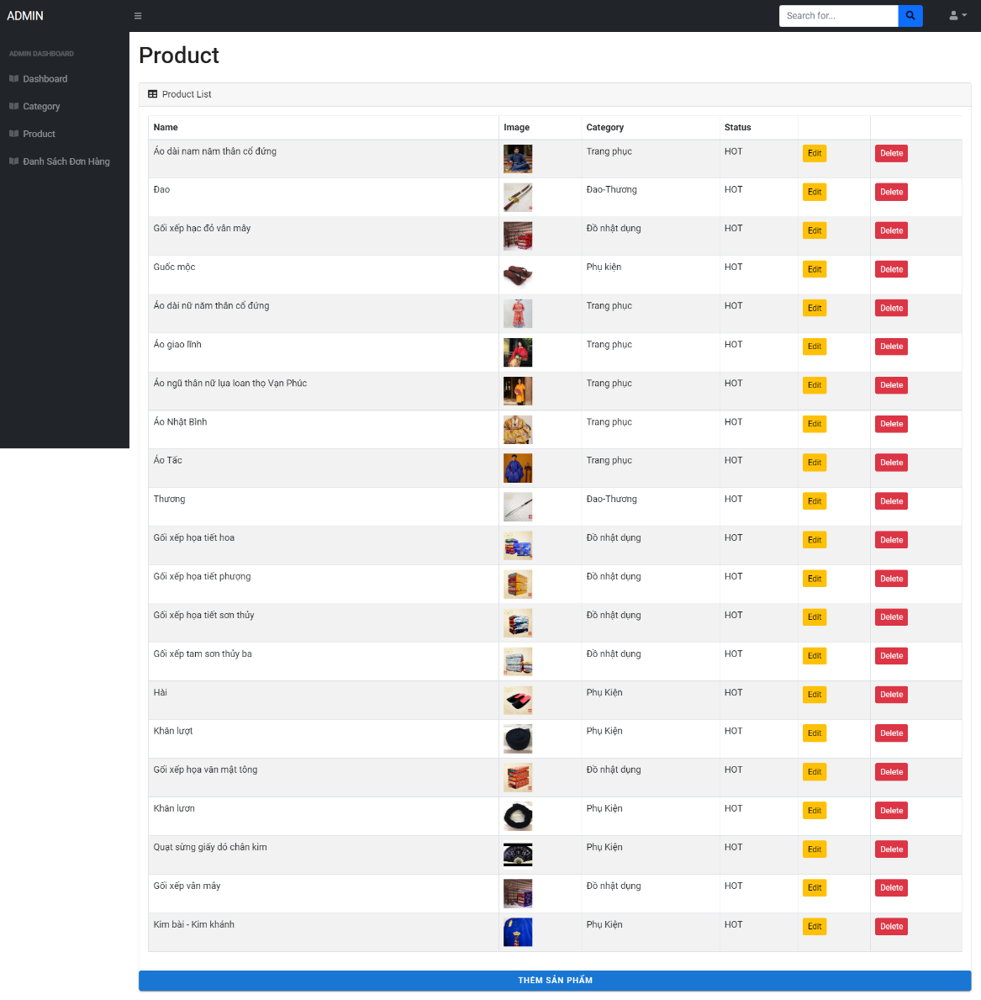 ADMIN
Search for...
ADMIN DASHBOARD
Dashboard
Category
Product
Danh Sách Đơn Hàng
Product
Product List
Name Image Category Status
Áo dài nam năm thân cổ đứng Trang phục HOT Edit Delete
Đao Đao-Thương HOT Edit Delete
Gối xếp hạc đỏ vân mây Đồ nhật dụng HOT Edit Delete
Guốc mộc Phụ kiện HOT Edit Delete
Áo dài nữ năm thân cổ đứng Trang phục HOT Edit Delete
Áo giao lĩnh Trang phục HOT Edit Delete
Áo ngũ thân nữ lụa loan thọ Vạn Phúc Trang phục HOT Edit Delete
Áo Nhật Bình Trang phục HOT Edit Delete
Áo Tấc Trang phục HOT Edit Delete
Thương Đao-Thương HOT Edit Delete
Gối xếp họa tiết hoa Đồ nhật dụng HOT Edit Delete
Gối xếp họa tiết phượng Đồ nhật dụng HOT Edit Delete
Gối xếp họa tiết sơn thủy Đồ nhật dụng HOT Edit Delete
Gối xếp tam sơn thủy ba Đồ nhật dụng HOT Edit Delete
Hài Phụ Kiện HOT Edit Delete
Khăn lượt Phụ Kiện HOT Edit Delete
Gối xếp họa văn mật tông Đồ nhật dụng HOT Edit Delete
Khăn lươn Phụ Kiện HOT Edit Delete
Quạt sừng giấy dó chân kim Phụ Kiện HOT Edit Delete
Gối xếp vân mây Đồ nhật dụng HOT Edit Delete
Kim bài - Kim khánh Phụ Kiện HOT Edit Delete
THÊM SẢN PHẨM